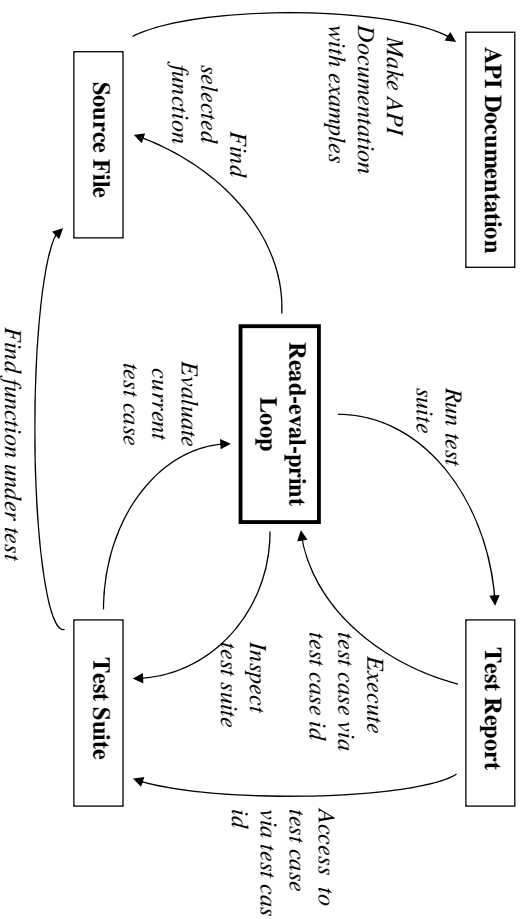 API Documentation
Make API
Documentation
with examples
Source File
Find
selected
function
Read-eval-print
Loop
Run test
suite
Test Report
Execute
test case via
test case id
Evaluate
current
test case
Inspect
test suite
Test Suite
Access to
test case
via test cas
id
Find function under test